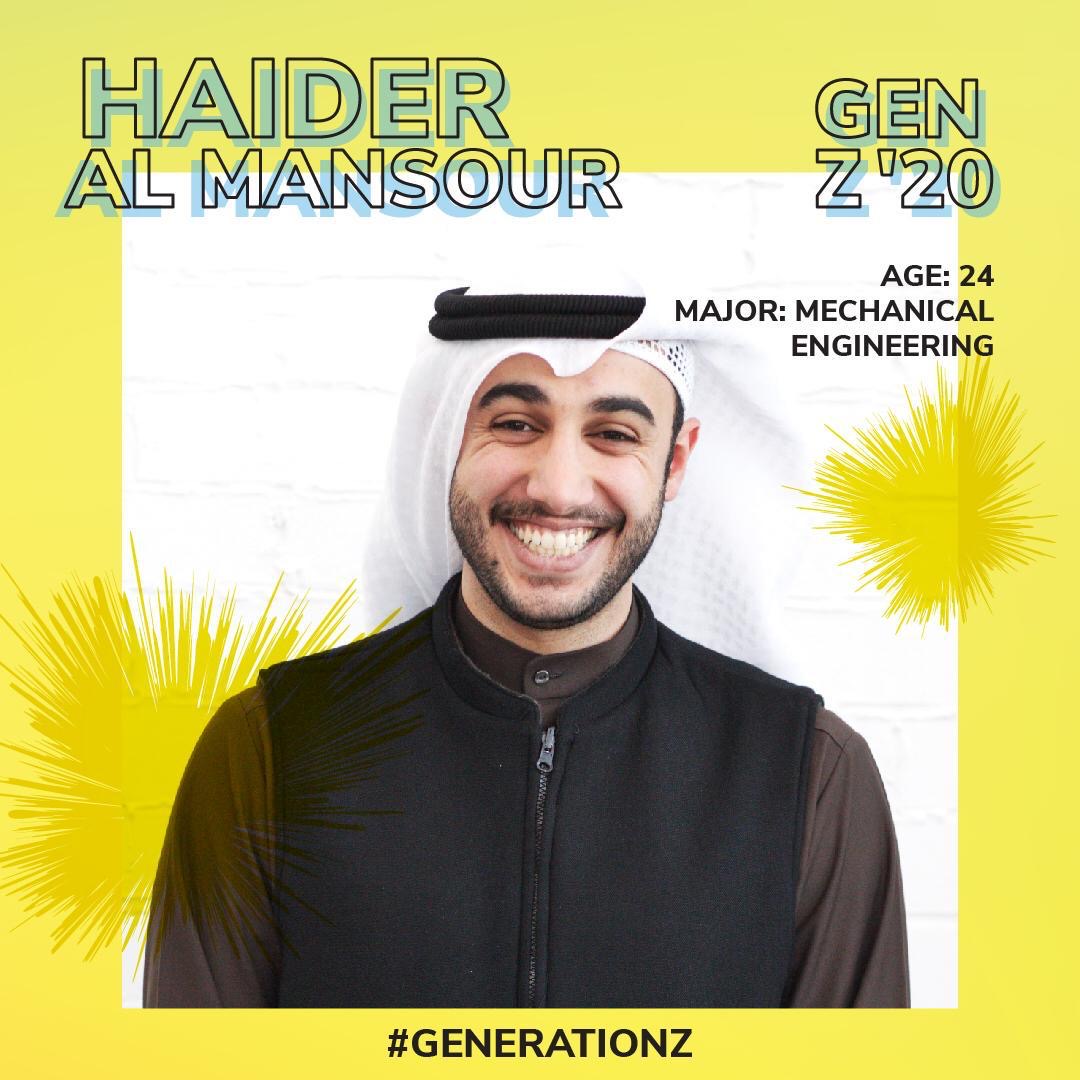 HAIDER
AL MANSOUR
GEN
Z '20
AGE: 24
MAJOR: MECHANICAL
ENGINEERING
#GENERATIONZ